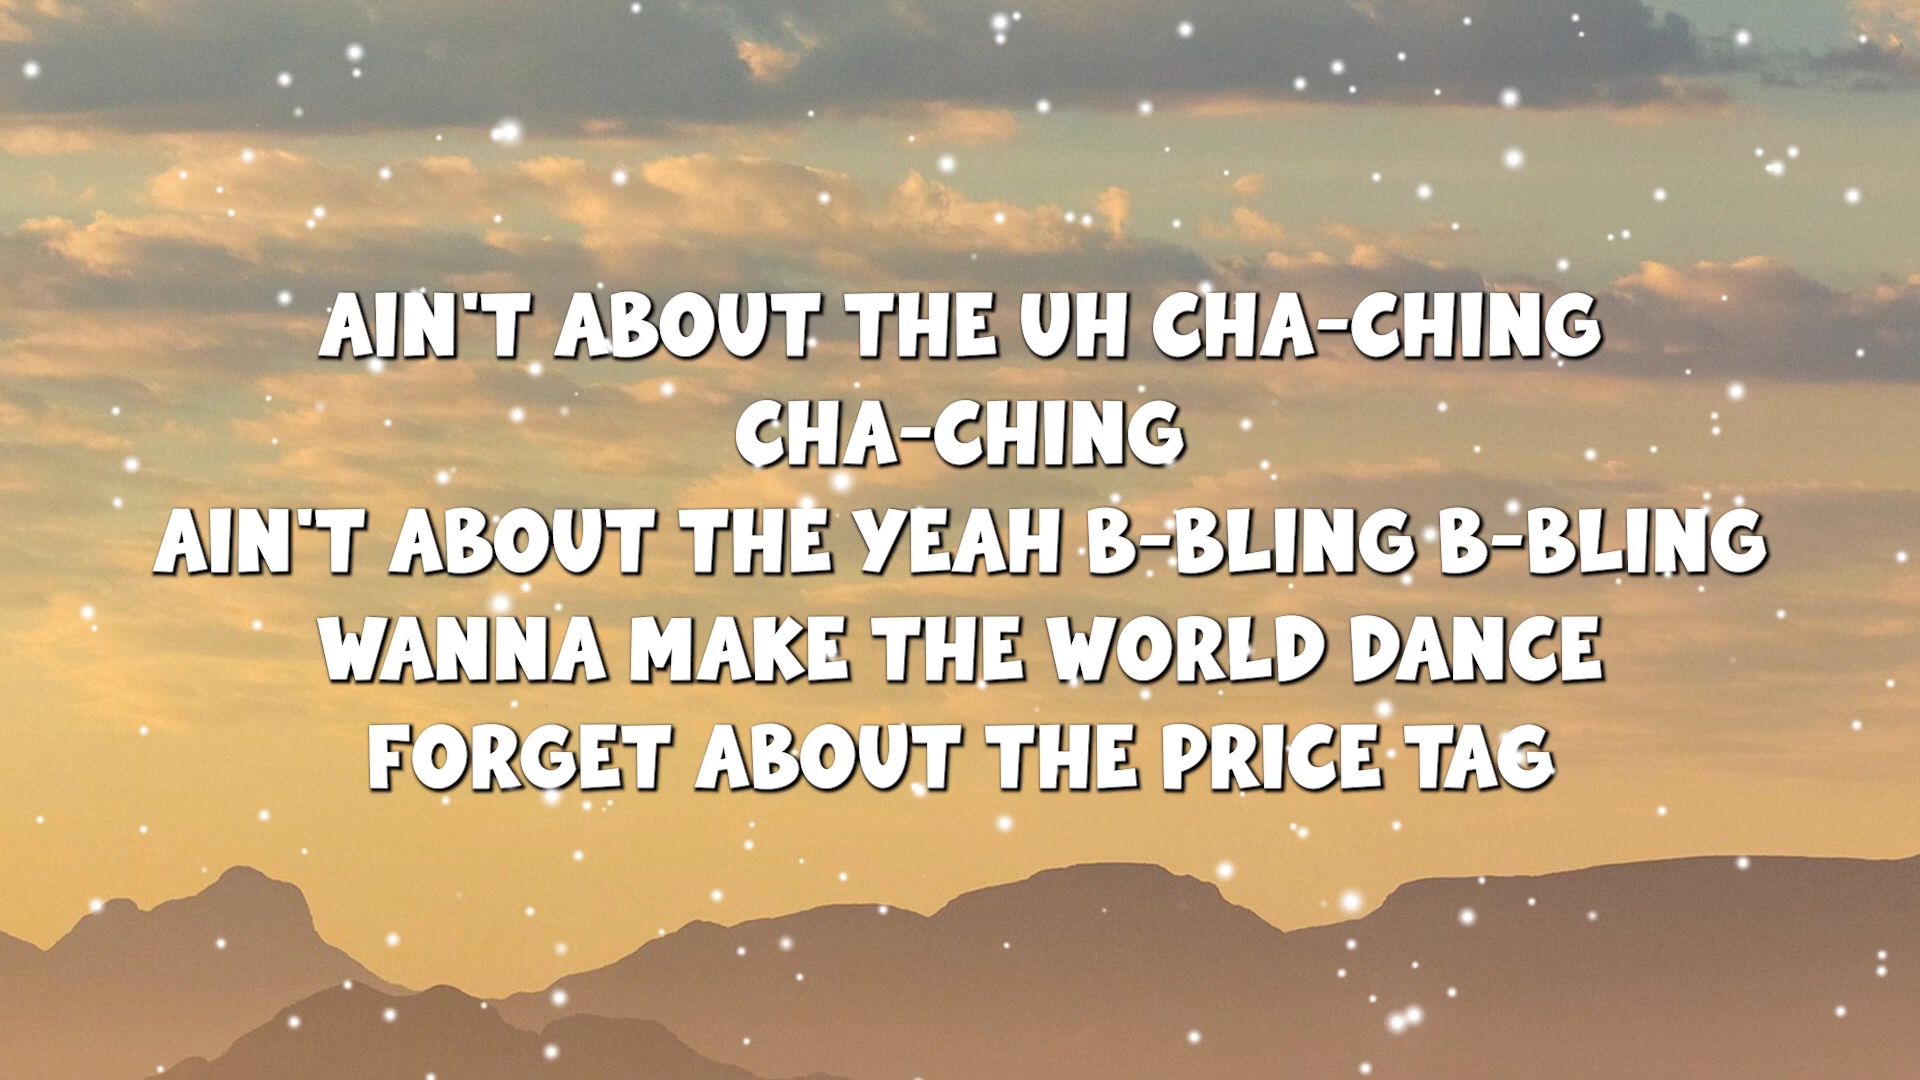 AIN'T ABOUT THE UH CHA-CHING
CHA-CHING
AIN'T ABOUT THE YEAH B-BLING B-BLING
WANNA MAKE THE WORLD DANCE
FORGET ABOUT THE PRICE TAG